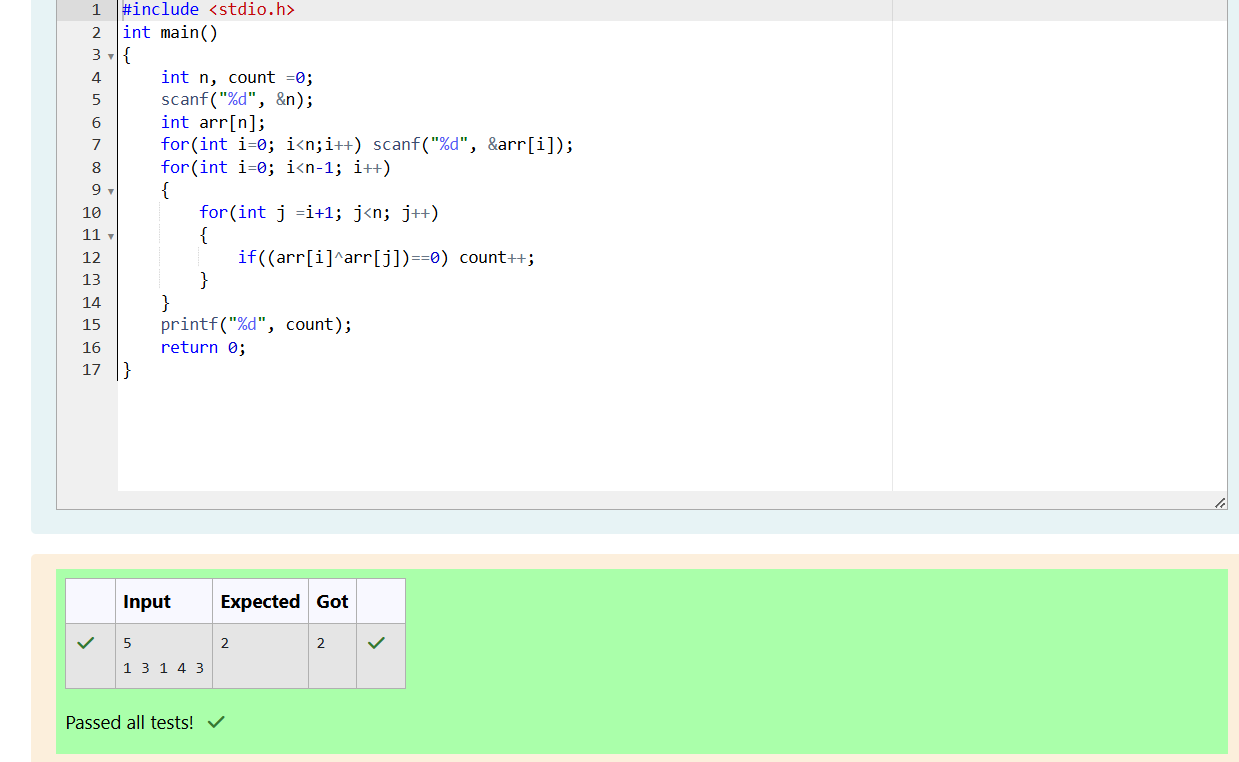 1 #include <stdio.h>
2 int main()
3 {
4 int n, count =0;
5 scanf("%d", &n);
6 int arr[n];
7 for(int i=0; i<n;i++) scanf("%d", &arr[i]);
8 for(int i=0; i<n-1; i++)
9 {
10 for(int j =i+1; j<n; j++)
11 {
12 if((arr[i]^arr[j])==0) count++;
13 }
14 }
15 printf("%d", count);
16 return 0;
17 }
Input Expected Got
5 2 2
1 3 1 4 3
Passed all tests!